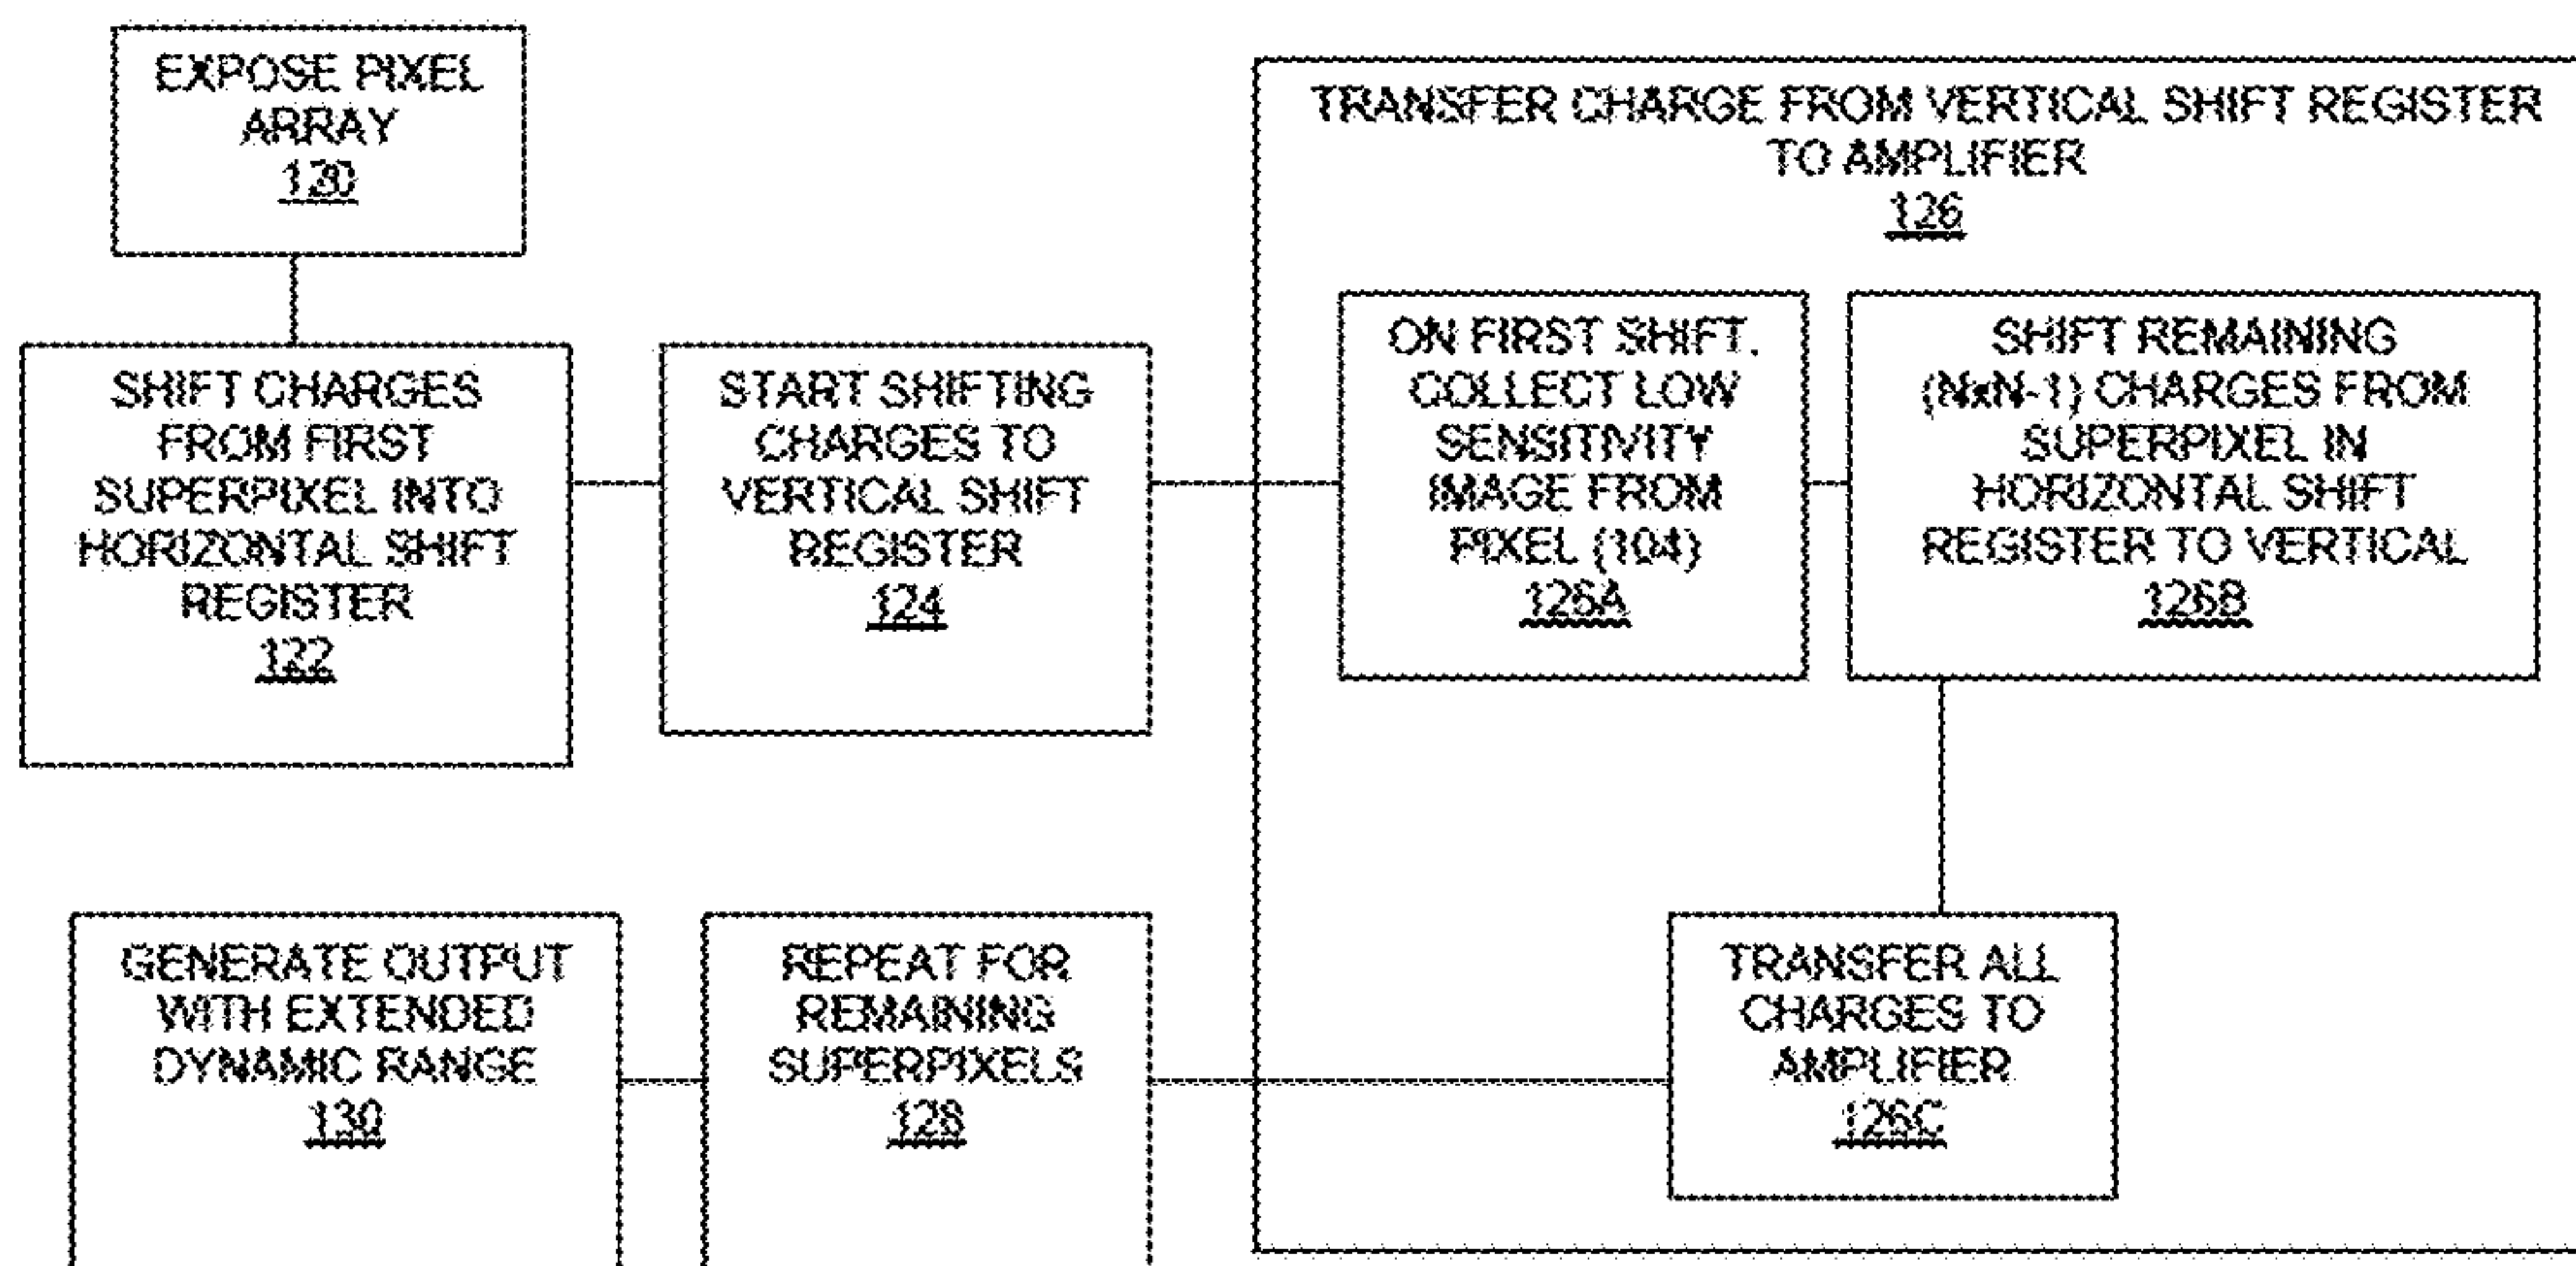 EXPOSE PIXEL
ARRAY
120
SHIFT CHARGES
FROM FIRST
SUPERPIXEL INTO
HORIZONTAL SHIFT
REGISTER
122
START SHIFTING
CHARGES TO
VERTICAL SHIFT
REGISTER
124
TRANSFER CHARGE FROM VERTICAL SHIFT REGISTER
TO AMPLIFIER
126
ON FIRST SHIFT,
COLLECT LOW
SENSITIVITY
IMAGE FROM
PIXEL (104)
126A
SHIFT REMAINING
(NxN-1) CHARGES FROM
SUPERPIXEL IN
HORIZONTAL SHIFT
REGISTER TO VERTICAL
126B
TRANSFER ALL
CHARGES TO
AMPLIFIER
126C
REPEAT FOR
REMAINING
SUPERPIXELS
128
GENERATE OUTPUT
WITH EXTENDED
DYNAMIC RANGE
130